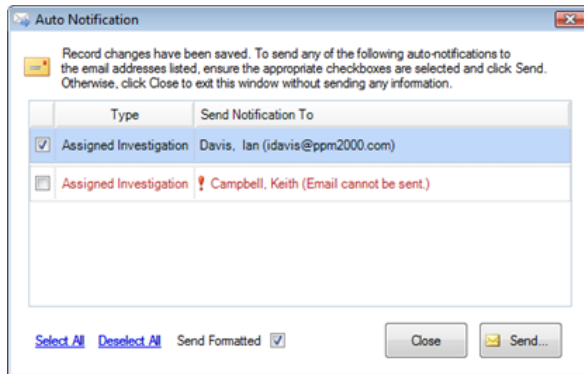 Auto Notification
Record changes have been saved. To send any of the following auto-notifications to
the email addresses listed, ensure the appropriate checkboxes are selected and click Send.
Otherwise, click Close to exit this window without sending any information.
Type Send Notification To
Assigned Investigation Davis, Ian (idavis@ppm2000.com)
Assigned Investigation Campbell, Keith (Email cannot be sent.)
Select All Deselect All Send Formatted Close Send...